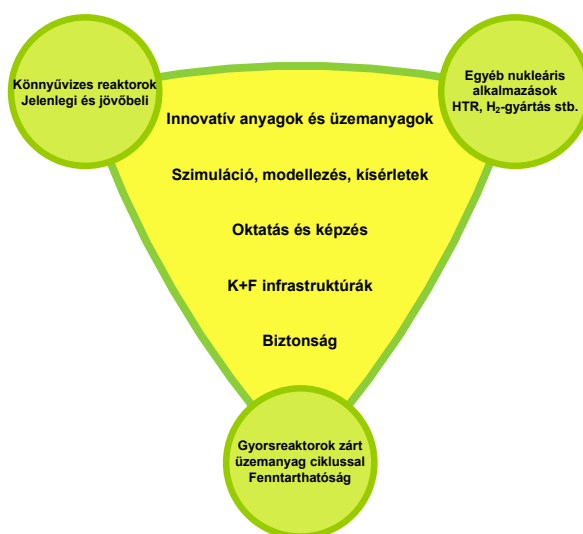 Könnyűvizes reaktorok
Jelenlegi és jövőbeli
Egyéb nukleáris
alkalmazások
HTR, H₂-gyártás stb.
Innovatív anyagok és üzemanyagok
Szimuláció, modellezés, kísérletek
Oktatás és képzés
K+F infrastruktúrák
Biztonság
Gyorsreaktorok zárt
üzemanyag ciklussal
Fenntarthatóság